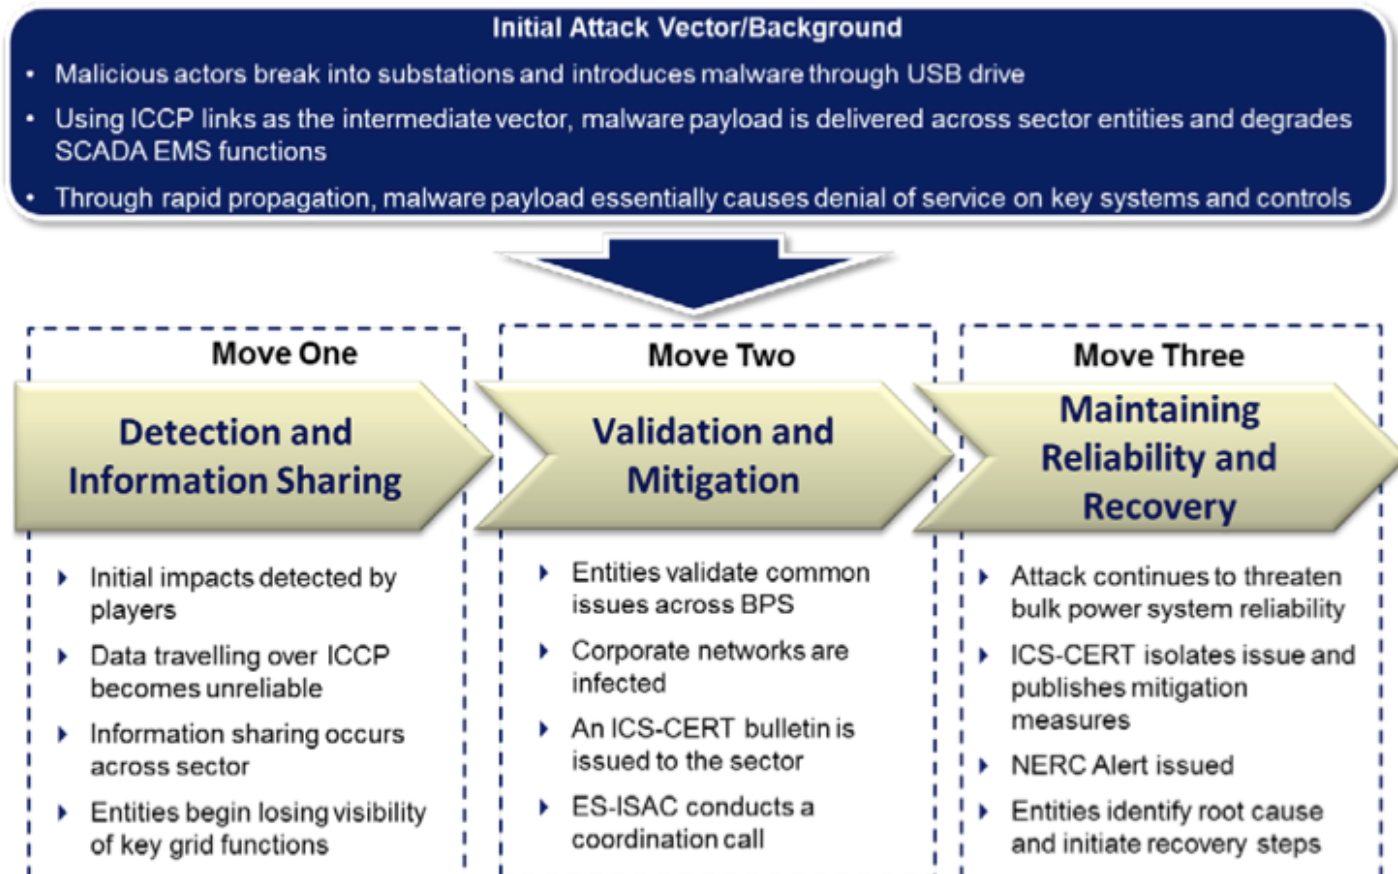 Initial Attack Vector/Background
• Malicious actors break into substations and introduces malware through USB drive
• Using ICCP links as the intermediate vector, malware payload is delivered across sector entities and degrades
SCADA EMS functions
• Through rapid propagation, malware payload essentially causes denial of service on key systems and controls
Move One
Detection and
Information Sharing
Initial impacts detected by
players
Data travelling over ICCP
becomes unreliable
Information sharing occurs
across sector
Entities begin losing visibility
of key grid functions
Move Two
Validation and
Mitigation
Entities validate common
issues across BPS
Corporate networks are
infected
An ICS-CERT bulletin is
issued to the sector
ES-ISAC conducts a
coordination call
Move Three
Maintaining
Reliability and
Recovery
Attack continues to threaten
bulk power system reliability
ICS-CERT isolates issue and
publishes mitigation
measures
NERC Alert issued
Entities identify root cause
and initiate recovery steps